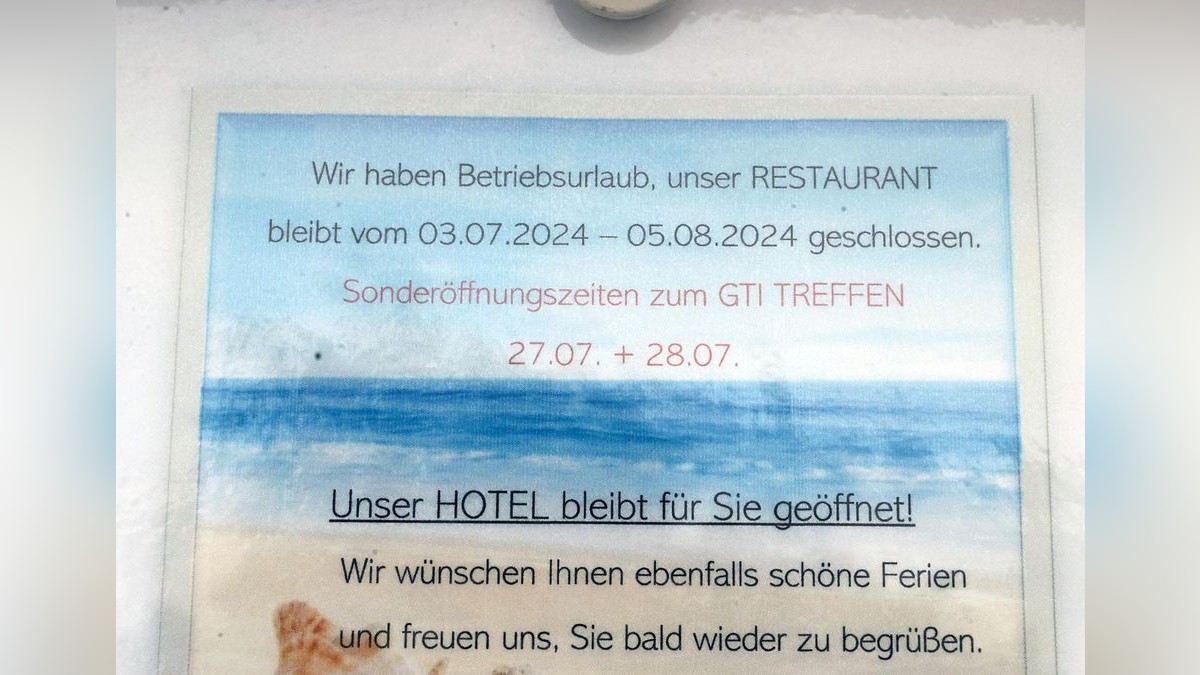 Wir haben Betriebsurlaub, unser RESTAURANT
bleibt vom 03.07.2024 – 05.08.2024 geschlossen.
Sonderöffnungszeiten zum GTI TREFFEN
27.07. + 28.07.
Unser HOTEL bleibt für Sie geöffnet!
Wir wünschen Ihnen ebenfalls schöne Ferien
und freuen uns, Sie bald wieder zu begrüßen.